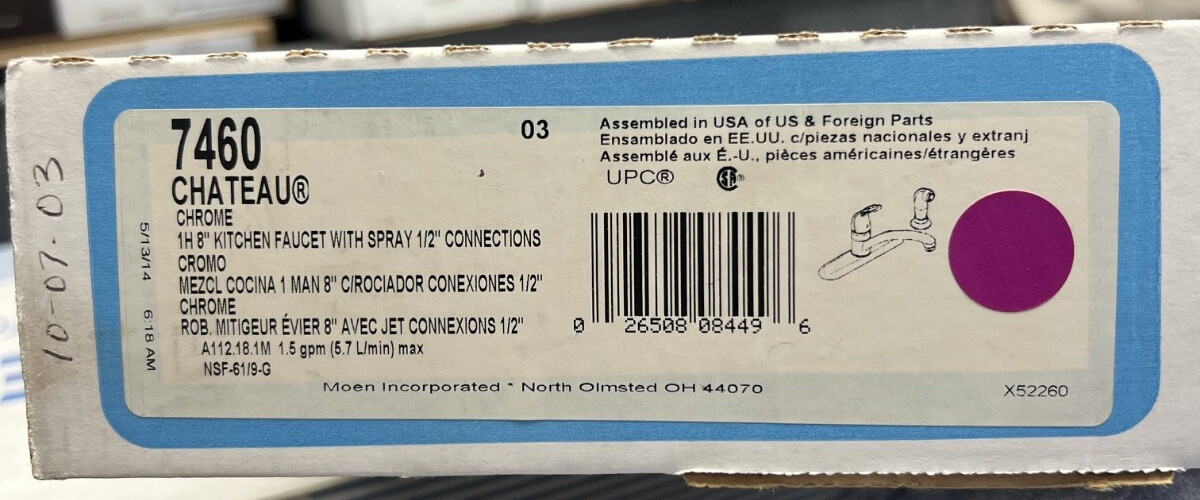 7460
03
CHATEAU®
CHROME
1H 8" KITCHEN FAUCET WITH SPRAY 1/2" CONNECTIONS
CROMO
MEZCL COCINA 1 MAN 8" C/ROCIADOR CONEXIONES 1/2"
CHROME
ROB. MITIGEUR ÉVIER 8" AVEC JET CONNEXIONS 1/2"
A112.18.1M 1.5 gpm (5.7 L/min) max
NSF-61/9-G
Assembled in USA of US & Foreign Parts
Ensamblado en EE.UU. c/piezas nacionales y extranj
Assemblé aux É.-U., pièces américaines/étrangères
UPC® SA®
0 26508 08449 6
Moen Incorporated * North Olmsted OH 44070
X52260
5/13/14 6:18 AM
10-07-03